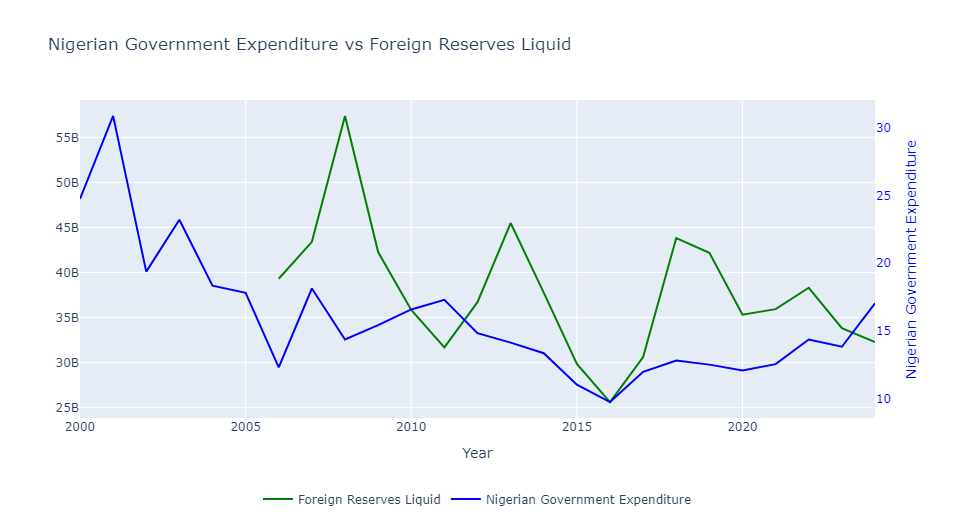 Nigerian Government Expenditure vs Foreign Reserves Liquid
55B
50B
45B
40B
35B
30B
25B
30
25
20
15
10
Nigerian Government Expenditure
2000
2005
2010
2015
2020
Year
Foreign Reserves Liquid
Nigerian Government Expenditure